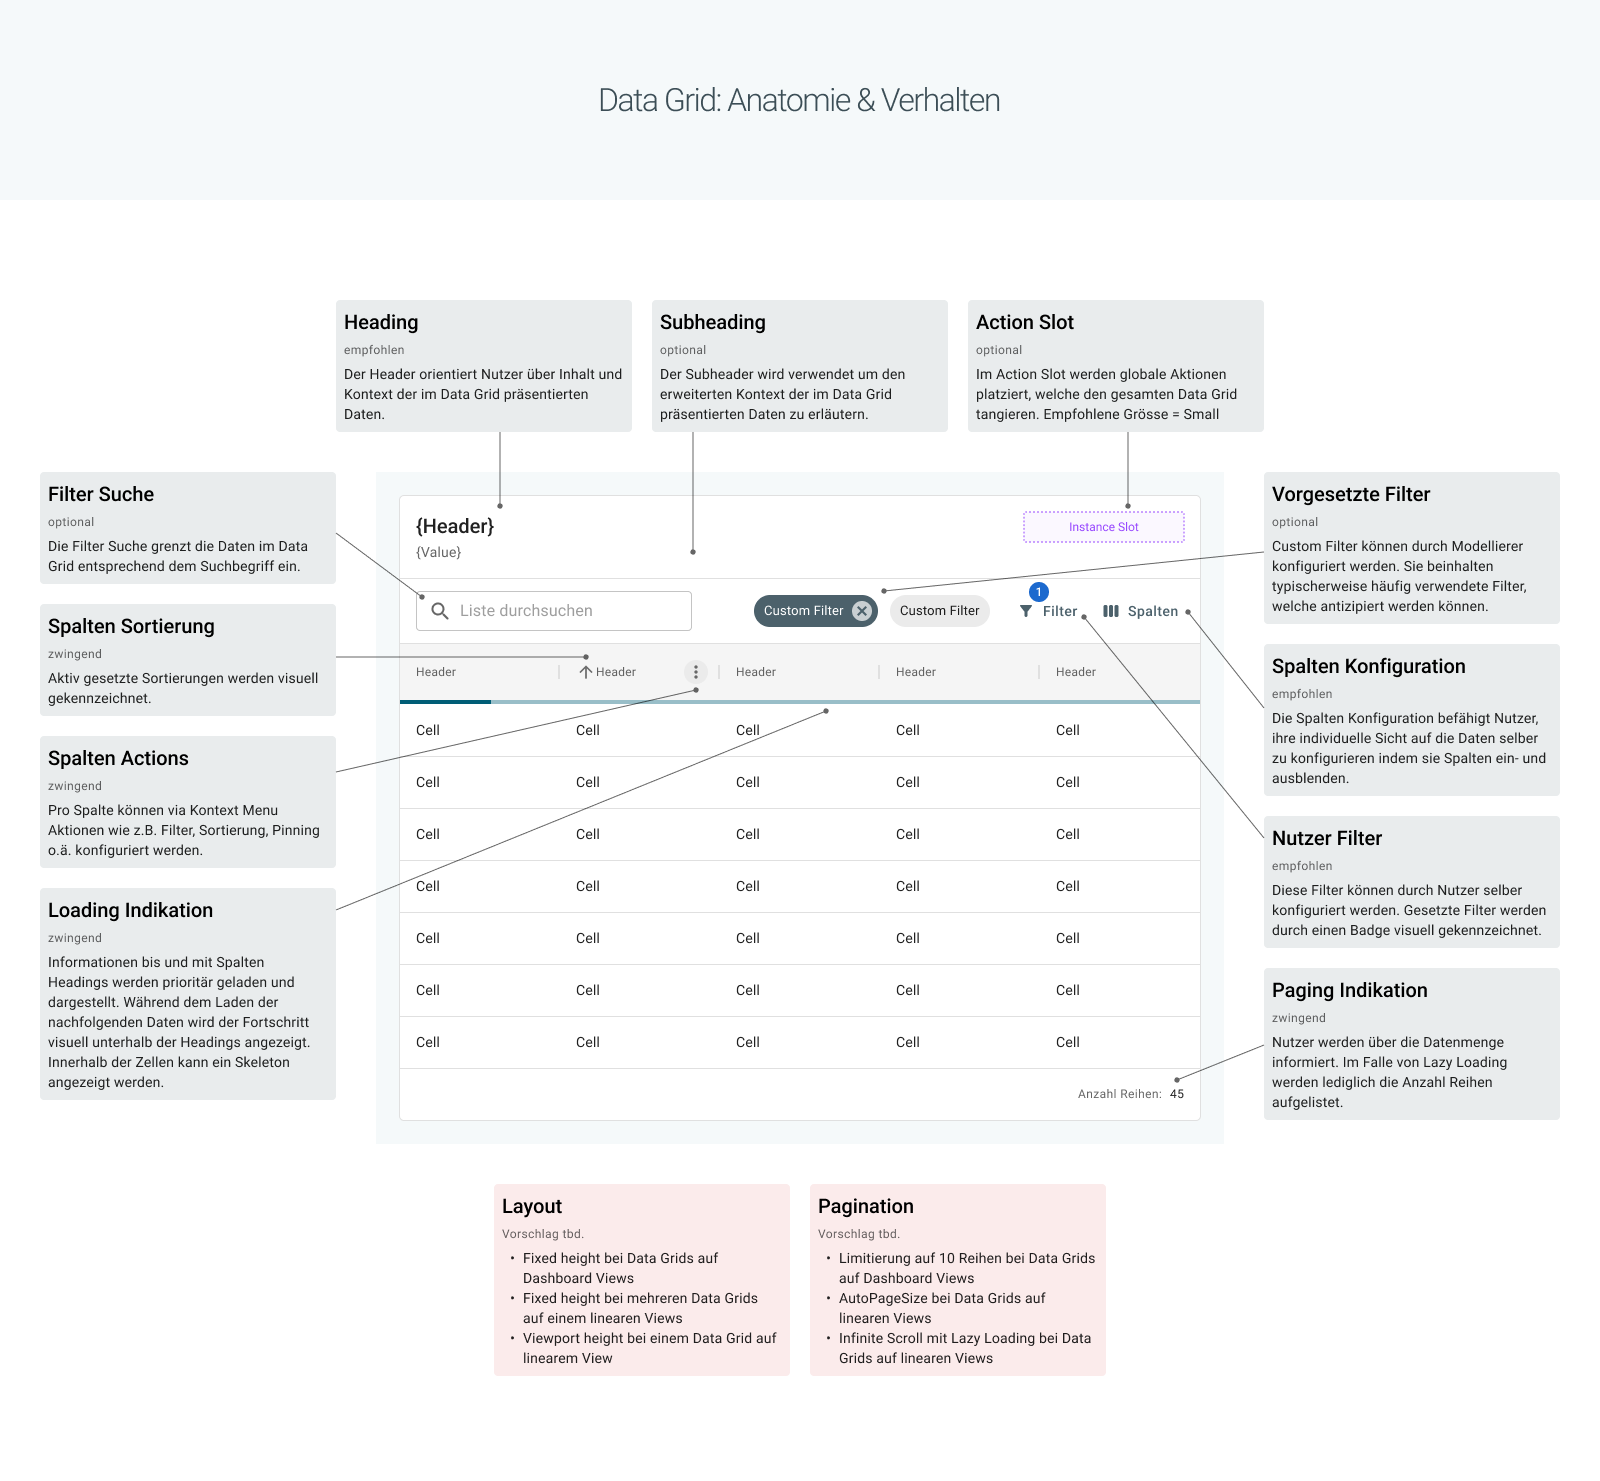 Data Grid: Anatomie & Verhalten
Heading
empfohlen
Der Header orientiert Nutzer über Inhalt und
Kontext der im Data Grid präsentierten
Daten.
Subheading
optional
Der Subheader wird verwendet um den
erweiterten Kontext der im Data Grid
präsentierten Daten zu erläutern.
Action Slot
optional
Im Action Slot werden globale Aktionen
platziert, welche den gesamten Data Grid
tangieren. Empfohlene Grösse = Small
Filter Suche
optional
Die Filter Suche grenzt die Daten im Data
Grid entsprechend dem Suchbegriff ein.
Spalten Sortierung
zwingend
Aktiv gesetzte Sortierungen werden visuell
gekennzeichnet.
Spalten Actions
zwingend
Pro Spalte können via Kontext Menu
Aktionen wie z.B. Filter, Sortierung, Pinning
o.ä. konfiguriert werden.
Loading Indikation
zwingend
Informationen bis und mit Spalten
Headings werden prioritär geladen und
dargestellt. Während dem Laden der
nachfolgenden Daten wird der Fortschritt
visuell unterhalb der Headings angezeigt.
Innerhalb der Zellen kann ein Skeleton
angezeigt werden.
{Header}
{Value}
Instance Slot
Liste durchsuchen
Custom Filter
Custom Filter
1
Filter
Spalten
Header Header Header Header Header
Cell Cell Cell Cell Cell
Cell Cell Cell Cell Cell
Cell Cell Cell Cell Cell
Cell Cell Cell Cell Cell
Cell Cell Cell Cell Cell
Cell Cell Cell Cell Cell
Cell Cell Cell Cell Cell
Anzahl Reihen: 45
Vorgesetzte Filter
optional
Custom Filter können durch Modellierer
konfiguriert werden. Sie beinhalten
typischerweise häufig verwendete Filter,
welche antizipiert werden können.
Spalten Konfiguration
empfohlen
Die Spalten Konfiguration befähigt Nutzer,
ihre individuelle Sicht auf die Daten selber
zu konfigurieren indem sie Spalten ein- und
ausblenden.
Nutzer Filter
empfohlen
Diese Filter können durch Nutzer selber
konfiguriert werden. Gesetzte Filter werden
durch einen Badge visuell gekennzeichnet.
Paging Indikation
zwingend
Nutzer werden über die Datenmenge
informiert. Im Falle von Lazy Loading
werden lediglich die Anzahl Reihen
aufgelistet.
Layout
Vorschlag tbd.
• Fixed height bei Data Grids auf
Dashboard Views
• Fixed height bei mehreren Data Grids
auf einem linearen Views
• Viewport height bei einem Data Grid auf
linearem View
Pagination
Vorschlag tbd.
• Limitierung auf 10 Reihen bei Data Grids
auf Dashboard Views
• AutoPageSize bei Data Grids auf
linearen Views
• Infinite Scroll mit Lazy Loading bei Data
Grids auf linearen Views